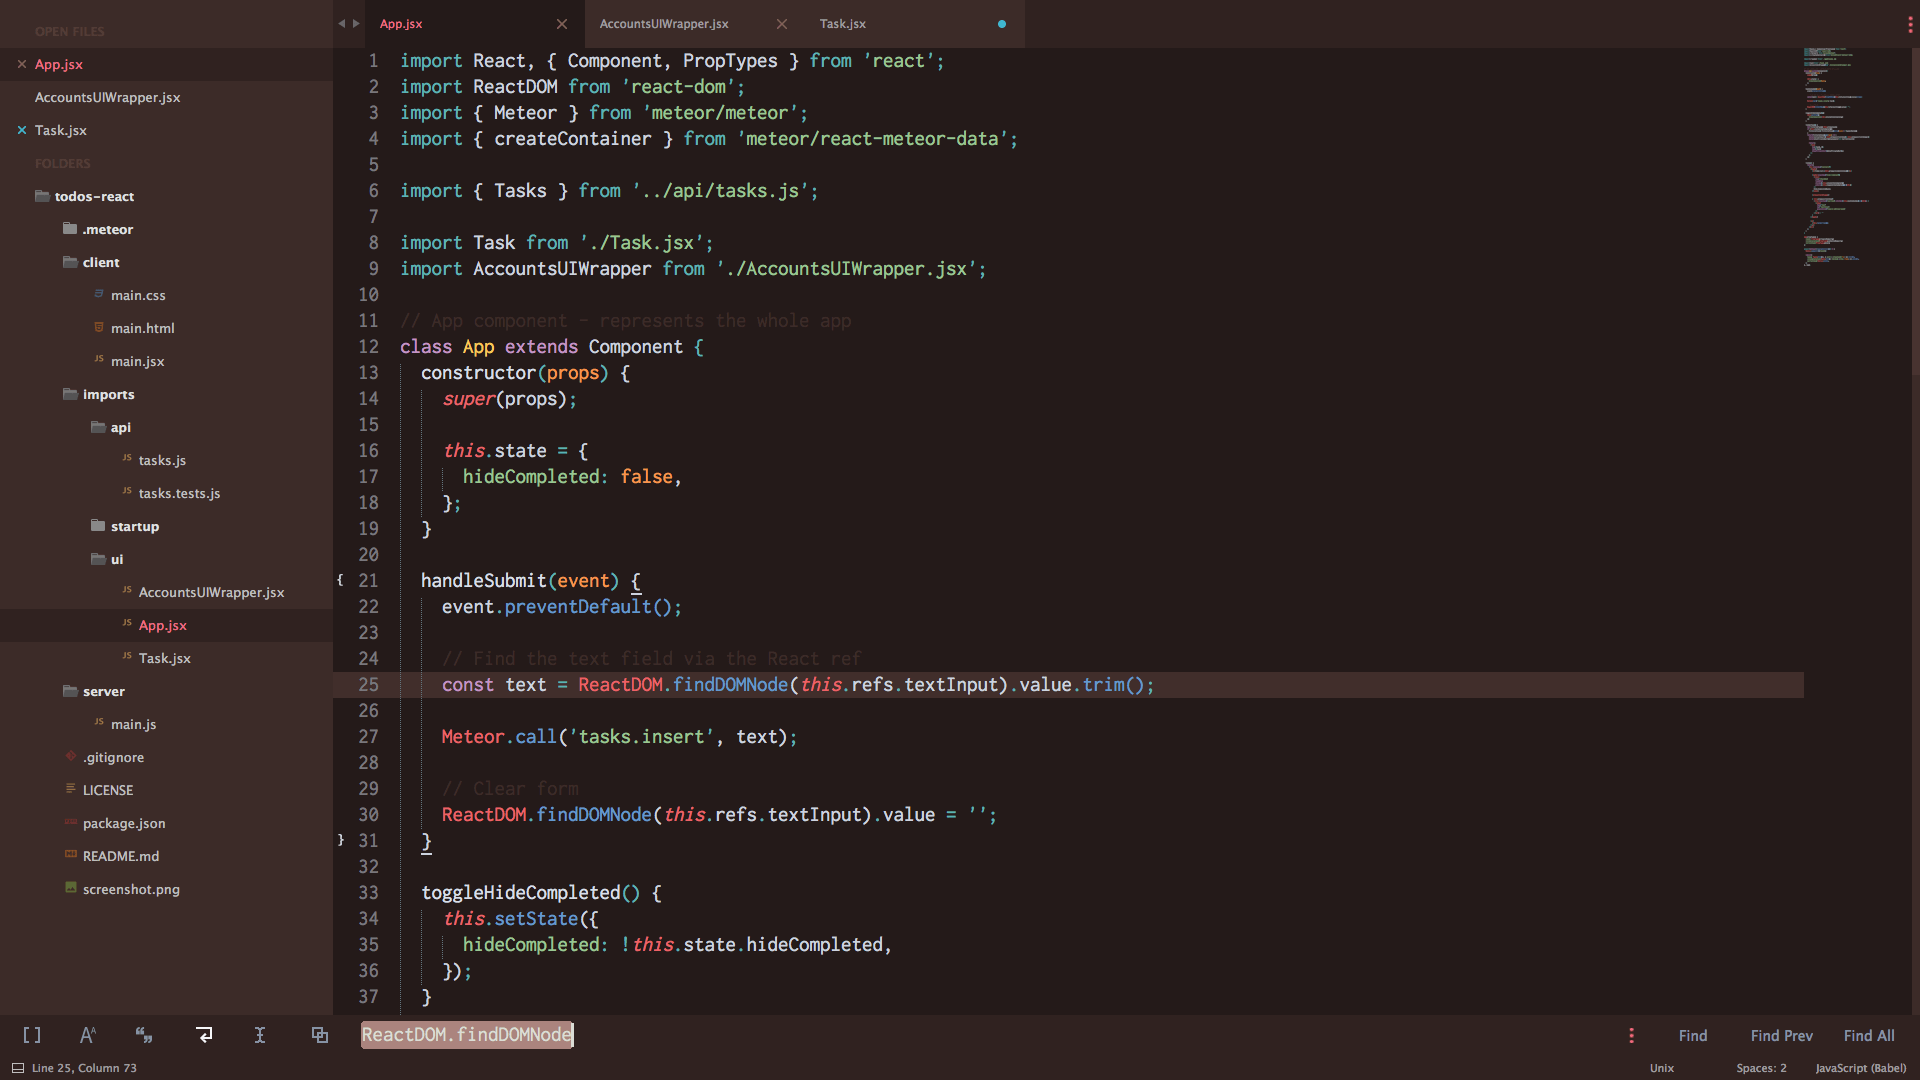 OPEN FILES
App.jsx
AccountsUIWrapper.jsx
Task.jsx
FOLDERS
todos-react
.meteor
client
main.css
main.html
JS main.jsx
imports
api
JS tasks.js
JS tasks.tests.js
startup
ui
JS AccountsUIWrapper.jsx
JS App.jsx
JS Task.jsx
server
JS main.js
.gitignore
LICENSE
package.json
README.md
screenshot.png
App.jsx AccountsUIWrapper.jsx Task.jsx
1 import React, { Component, PropTypes } from 'react';
2 import ReactDOM from 'react-dom';
3 import { Meteor } from 'meteor/meteor';
4 import { createContainer } from 'meteor/react-meteor-data';
5
6 import { Tasks } from '../api/tasks.js';
7
8 import Task from './Task.jsx';
9 import AccountsUIWrapper from './AccountsUIWrapper.jsx';
10
11 // App component - represents the whole app
12 class App extends Component {
13 constructor(props) {
14 super(props);
15
16 this.state = {
17 hideCompleted: false,
18 };
19 }
20
{ 21 handleSubmit(event) {
22 event.preventDefault();
23
24 // Find the text field via the React ref
25 const text = ReactDOM.findDOMNode(this.refs.textInput).value.trim();
26
27 Meteor.call('tasks.insert', text);
28
29 // Clear form
30 ReactDOM.findDOMNode(this.refs.textInput).value = '';
} 31 }
32
33 toggleHideCompleted() {
34 this.setState({
35 hideCompleted: !this.state.hideCompleted,
36 });
37 }
ReactDOM.findDOMNode Find Find Prev Find All
Line 25, Column 73 Unix Spaces: 2 JavaScript (Babel)